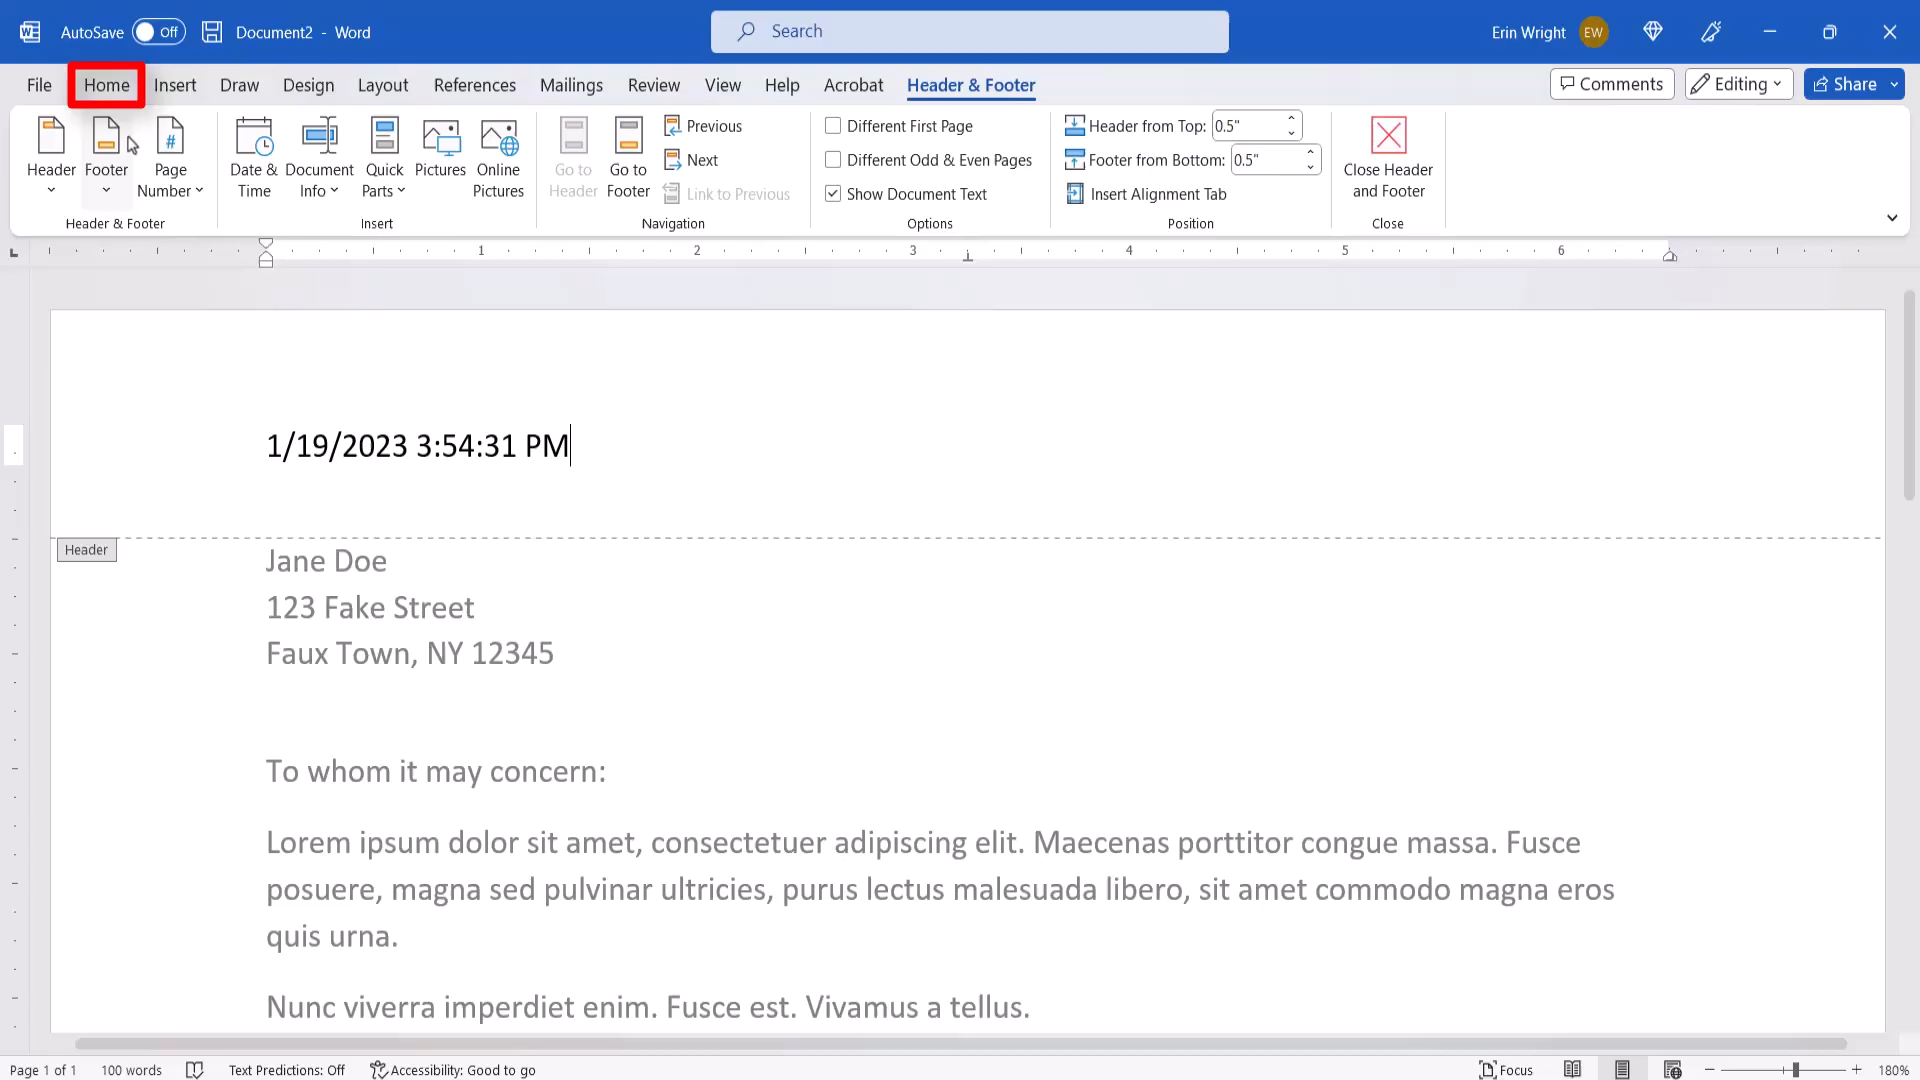 AutoSave Off Document2 - Word Search Erin Wright EW
File Home Insert Draw Design Layout References Mailings Review View Help Acrobat Header & Footer Comments Editing Share
Header Footer Page Number Date & Time Document Info Quick Parts Pictures Online Pictures Go to Header Go to Footer
Previous
Next
Link to Previous
Different First Page
Different Odd & Even Pages
Show Document Text
Header from Top: 0.5"
Footer from Bottom: 0.5"
Insert Alignment Tab
Close Header and Footer
Header & Footer Insert Navigation Options Position Close
1 2 3 4 5 6
1/19/2023 3:54:31 PM
Header
Jane Doe
123 Fake Street
Faux Town, NY 12345
To whom it may concern:
Lorem ipsum dolor sit amet, consectetuer adipiscing elit. Maecenas porttitor congue massa. Fusce
posuere, magna sed pulvinar ultricies, purus lectus malesuada libero, sit amet commodo magna eros
quis urna.
Nunc viverra imperdiet enim. Fusce est. Vivamus a tellus.
Page 1 of 1 100 words Text Predictions: Off Accessibility: Good to go Focus 180%